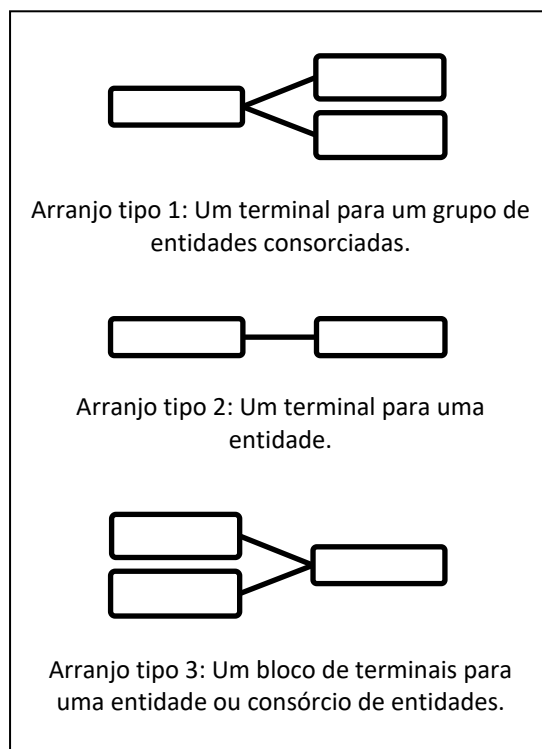 Arranjo tipo 1: Um terminal para um grupo de
entidades consorciadas.
Arranjo tipo 2: Um terminal para uma
entidade.
Arranjo tipo 3: Um bloco de terminais para
uma entidade ou consórcio de entidades.